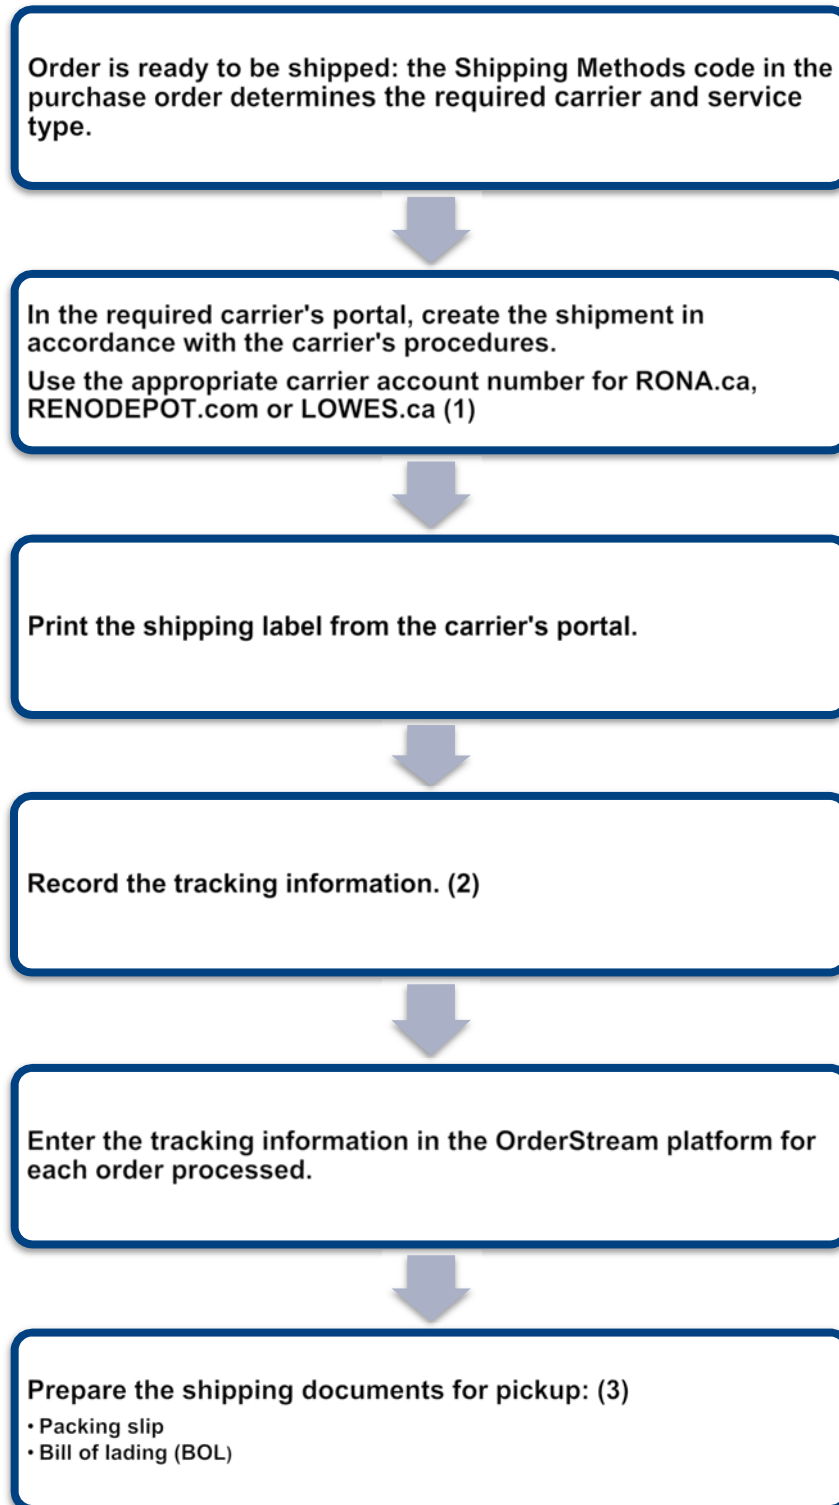 Order is ready to be shipped: the Shipping Methods code in the
purchase order determines the required carrier and service
type.
In the required carrier's portal, create the shipment in
accordance with the carrier's procedures.
Use the appropriate carrier account number for RONA.ca,
RENODEPOT.com or LOWES.ca (1)
Print the shipping label from the carrier's portal.
Record the tracking information. (2)
Enter the tracking information in the OrderStream platform for
each order processed.
Prepare the shipping documents for pickup: (3)
• Packing slip
• Bill of lading (BOL)